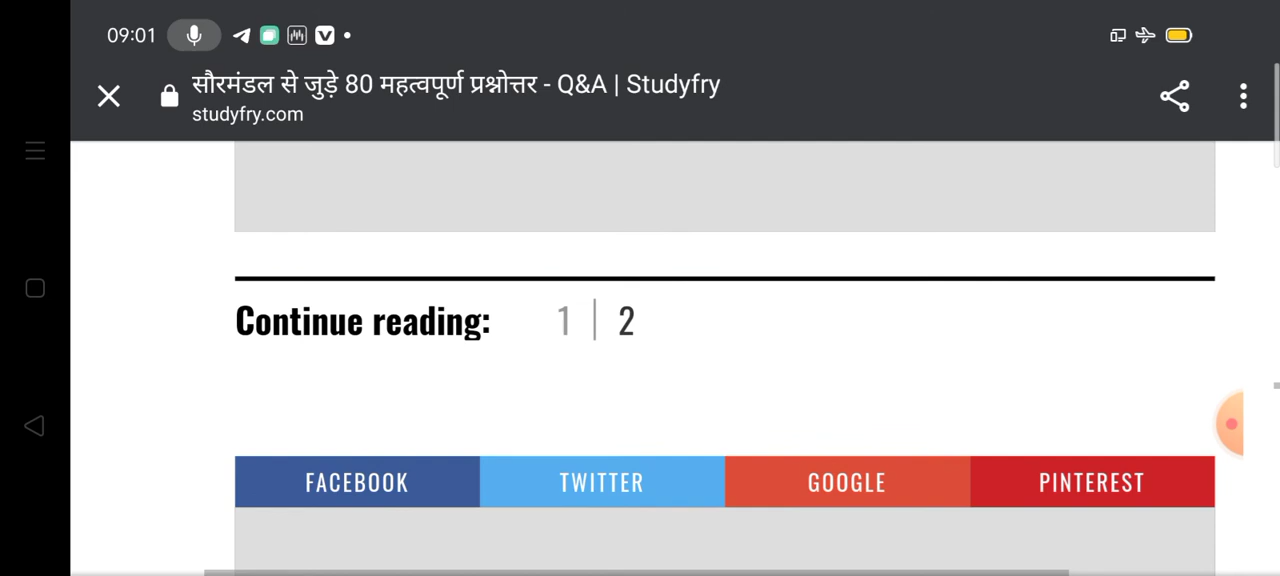 09:01
सौरमंडल से जुड़े 80 महत्वपूर्ण प्रश्नोत्तर - Q&A | Studyfry
studyfry.com
Continue reading: 1 | 2
FACEBOOK TWITTER GOOGLE PINTEREST